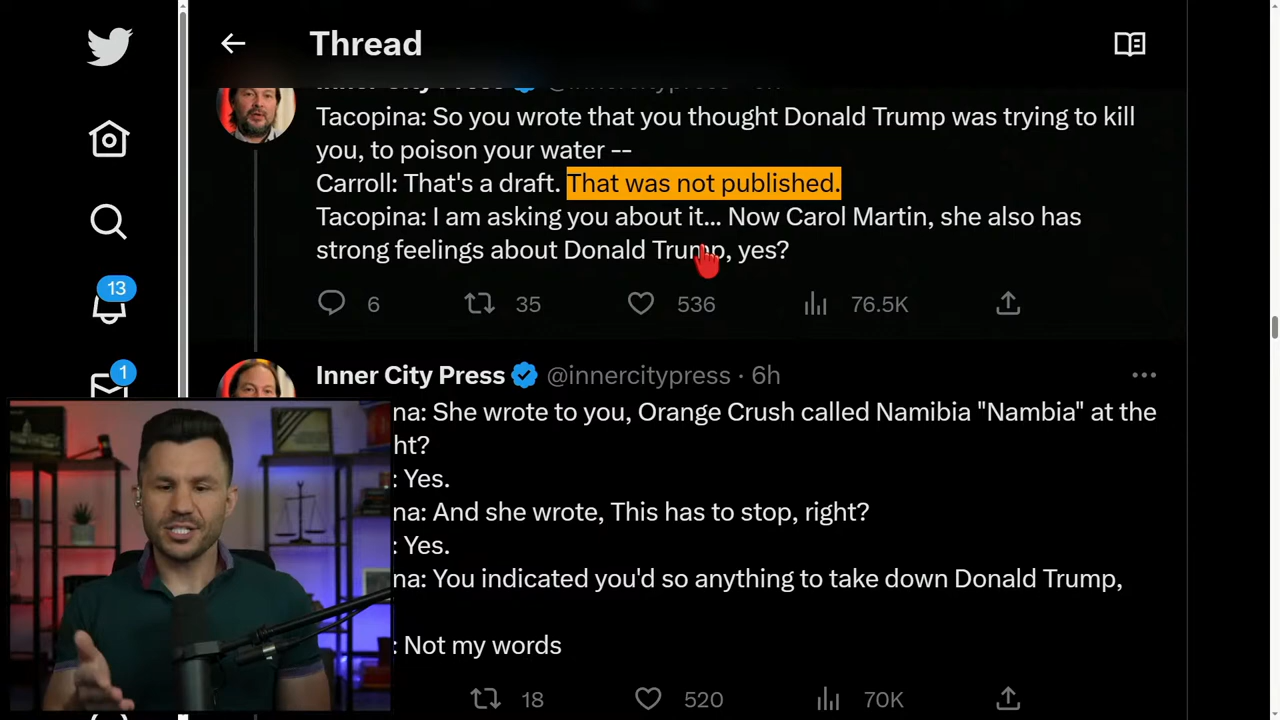 Thread
Inner City Press @innercitypress
Tacopina: So you wrote that you thought Donald Trump was trying to kill
you, to poison your water --
Carroll: That's a draft. That was not published.
Tacopina: I am asking you about it... Now Carol Martin, she also has
strong feelings about Donald Trump, yes?
6 35 536 76.5K
13
Inner City Press @innercitypress · 6h
1
na: She wrote to you, Orange Crush called Namibia "Nambia" at the
ht?
: Yes.
na: And she wrote, This has to stop, right?
: Yes.
na: You indicated you'd so anything to take down Donald Trump,
: Not my words
18 520 70K